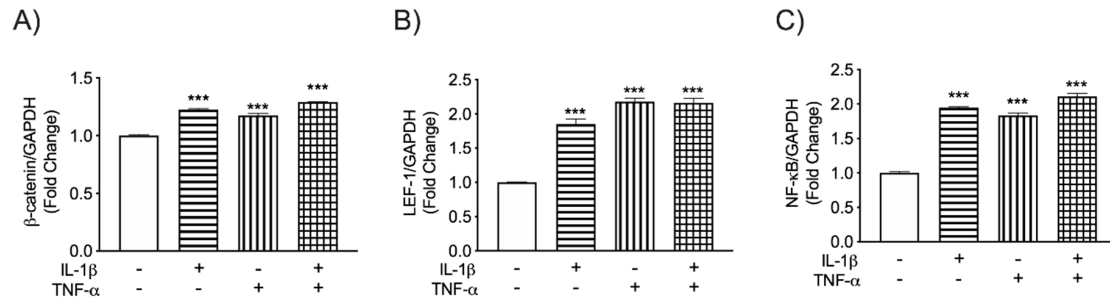 A)
β-catenin/GAPDH
(Fold Change)
1.5
1.0
0.5
0.0
***
***
***
IL-1β - + - +
TNF-α - - + +
B)
LEF-1/GAPDH
(Fold Change)
2.5
2.0
1.5
1.0
0.5
0.0
***
***
***
IL-1β - + - +
TNF-α - - + +
C)
NF-κB/GAPDH
(Fold Change)
2.5
2.0
1.5
1.0
0.5
0.0
***
***
***
IL-1β - + - +
TNF-α - - + +